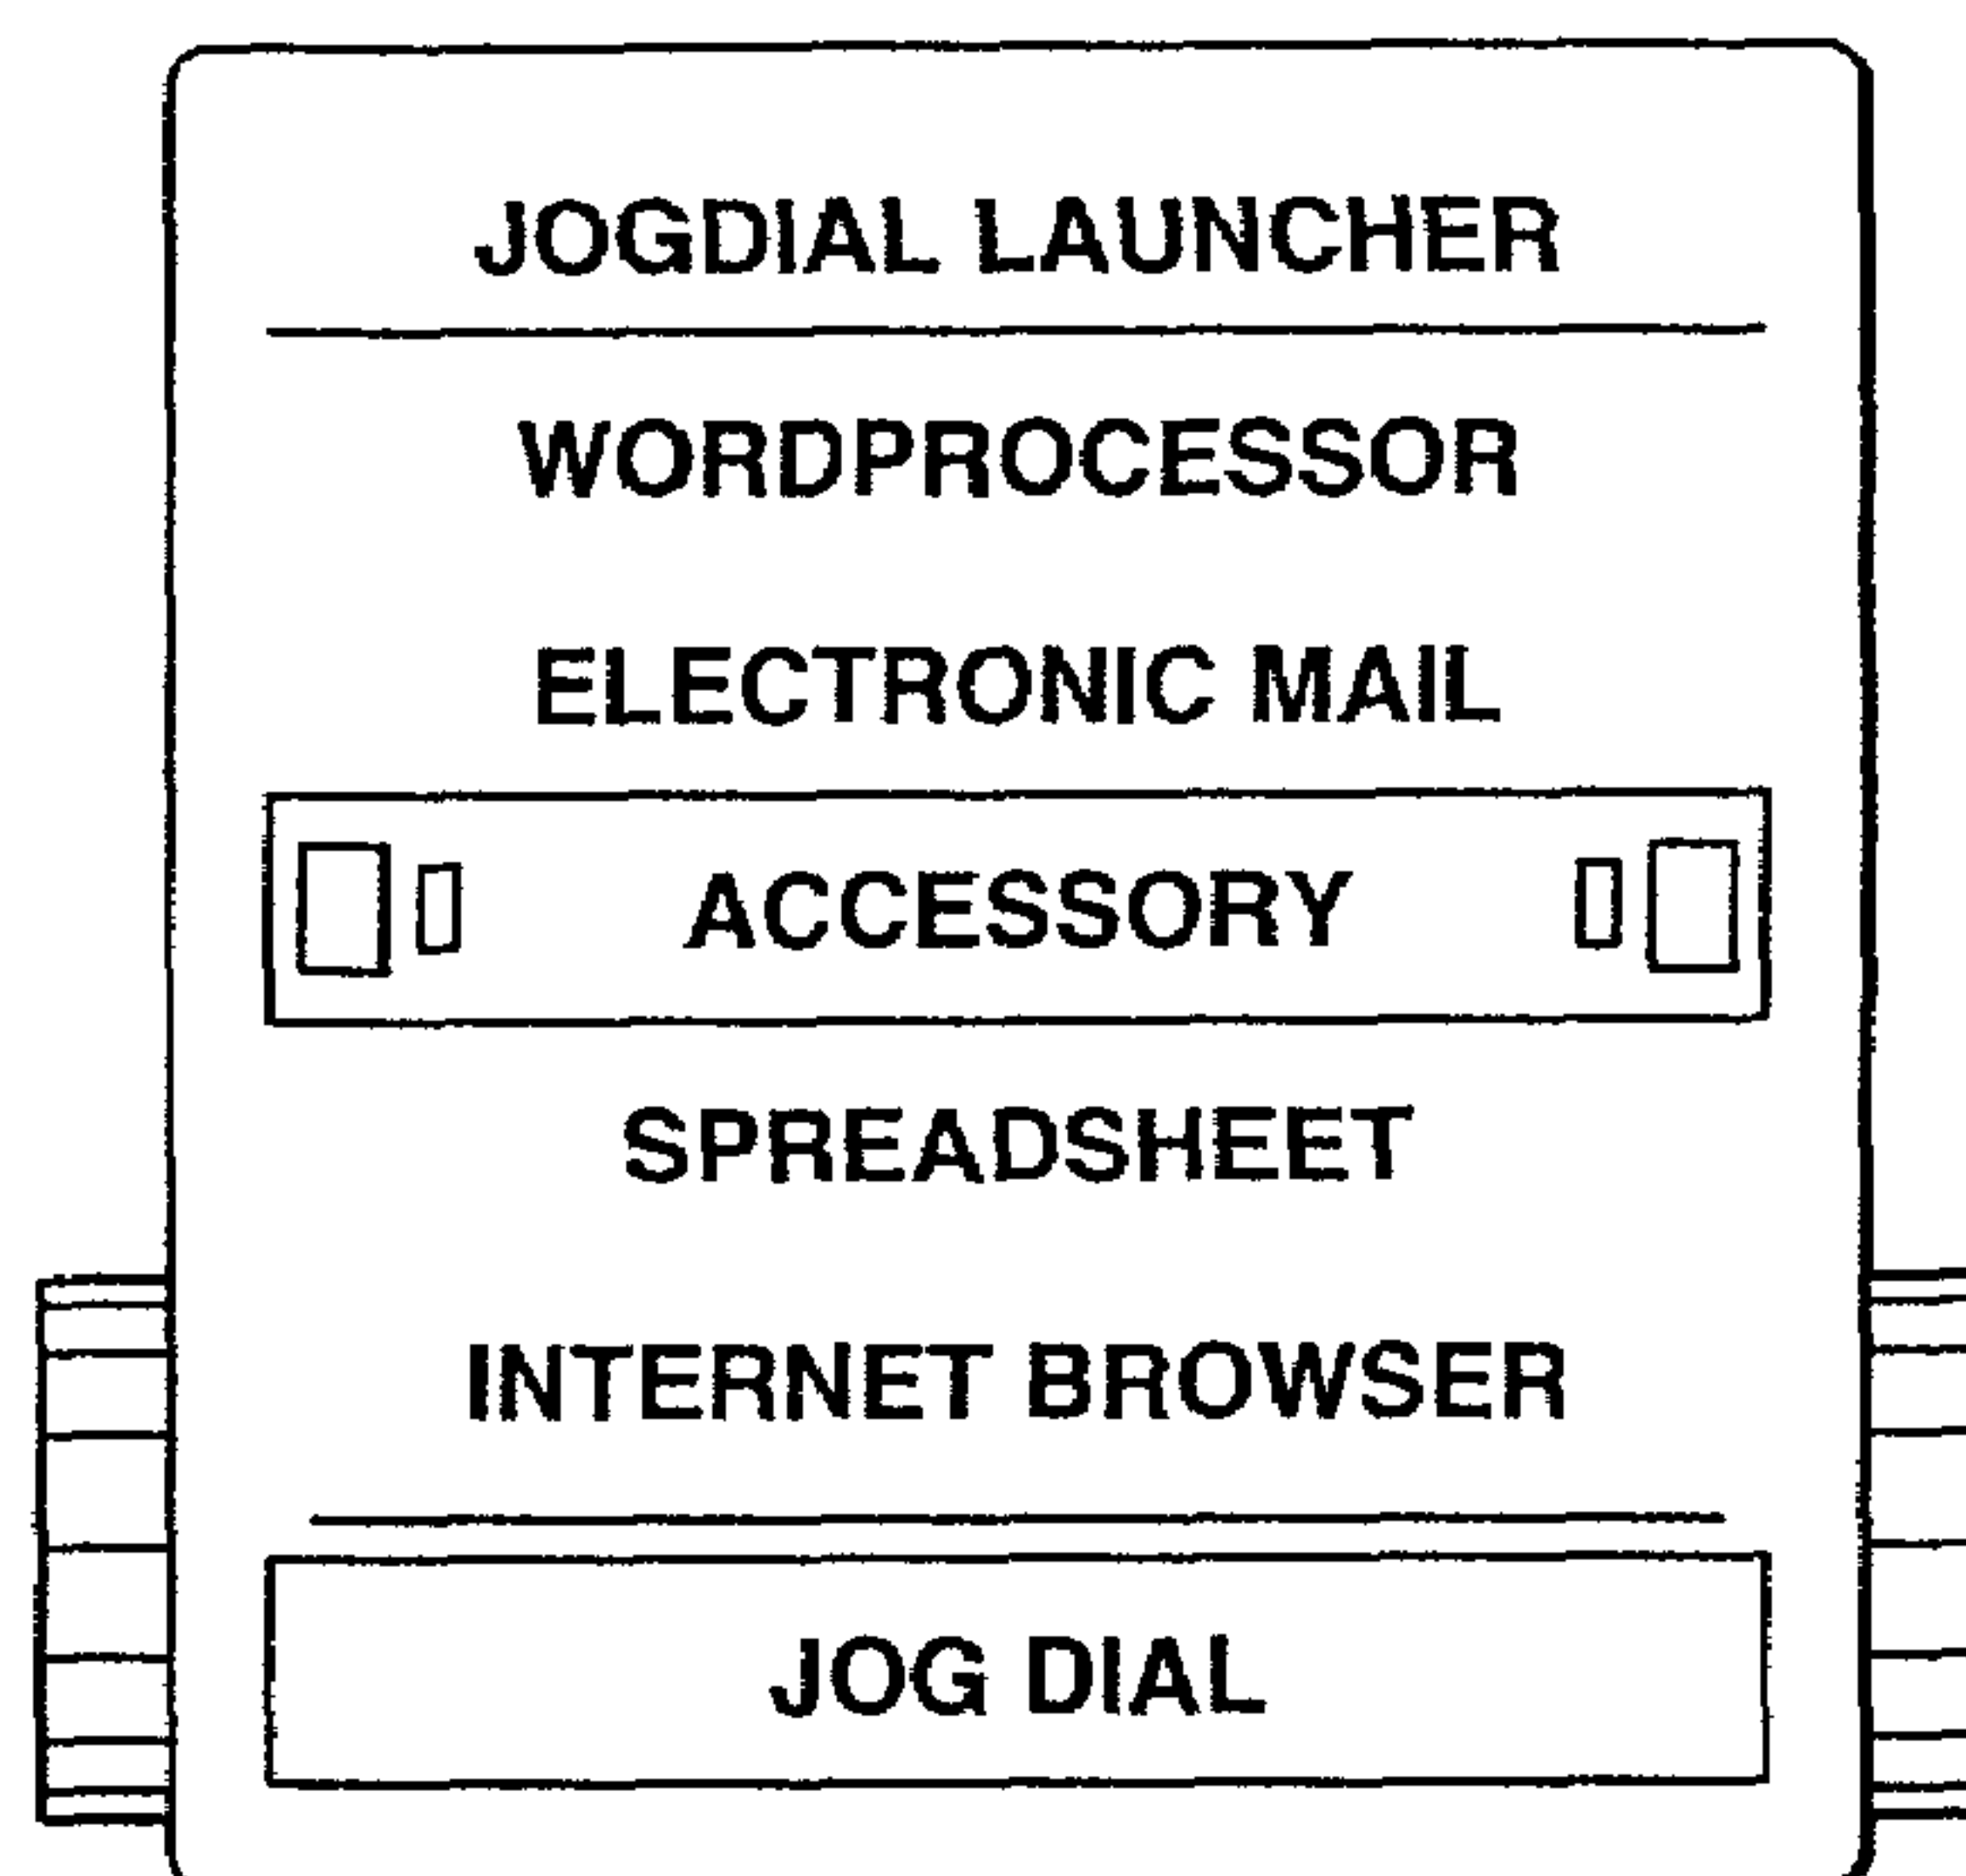 JOGDIAL LAUNCHER
WORDPROCESSOR
ELECTRONIC MAIL
ACCESSORY
SPREADSHEET
INTERNET BROWSER
JOG DIAL